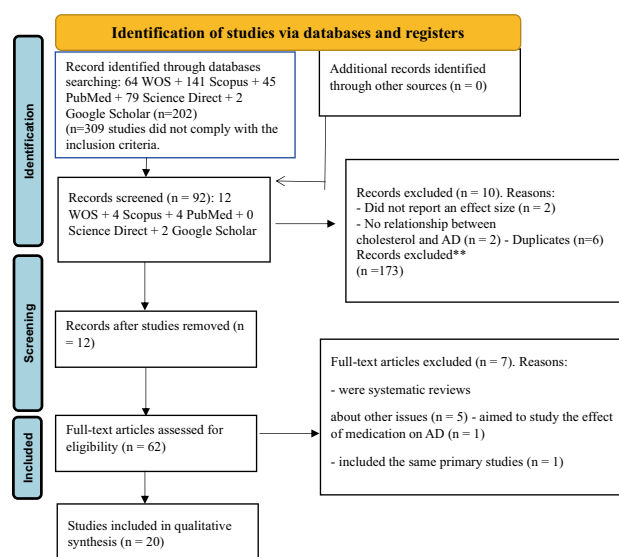 Identification of studies via databases and registers
Identification
Record identified through databases
searching: 64 WOS + 141 Scopus + 45
PubMed + 79 Science Direct + 2
Google Scholar (n=202)
(n=309 studies did not comply with the
inclusion criteria.
Additional records identified
through other sources (n = 0)
Records screened (n = 92): 12
WOS + 4 Scopus + 4 PubMed + 0
Science Direct + 2 Google Scholar
Records excluded (n = 10). Reasons:
- Did not report an effect size (n = 2)
- No relationship between
cholesterol and AD (n = 2) - Duplicates (n=6)
Records excluded**
(n =173)
Screening
Records after studies removed (n
= 12)
Full-text articles excluded (n = 7). Reasons:
- were systematic reviews
about other issues (n = 5) - aimed to study the effect
of medication on AD (n = 1)
- included the same primary studies (n = 1)
Included
Full-text articles assessed for
eligibility (n = 62)
Studies included in qualitative
synthesis (n = 20)